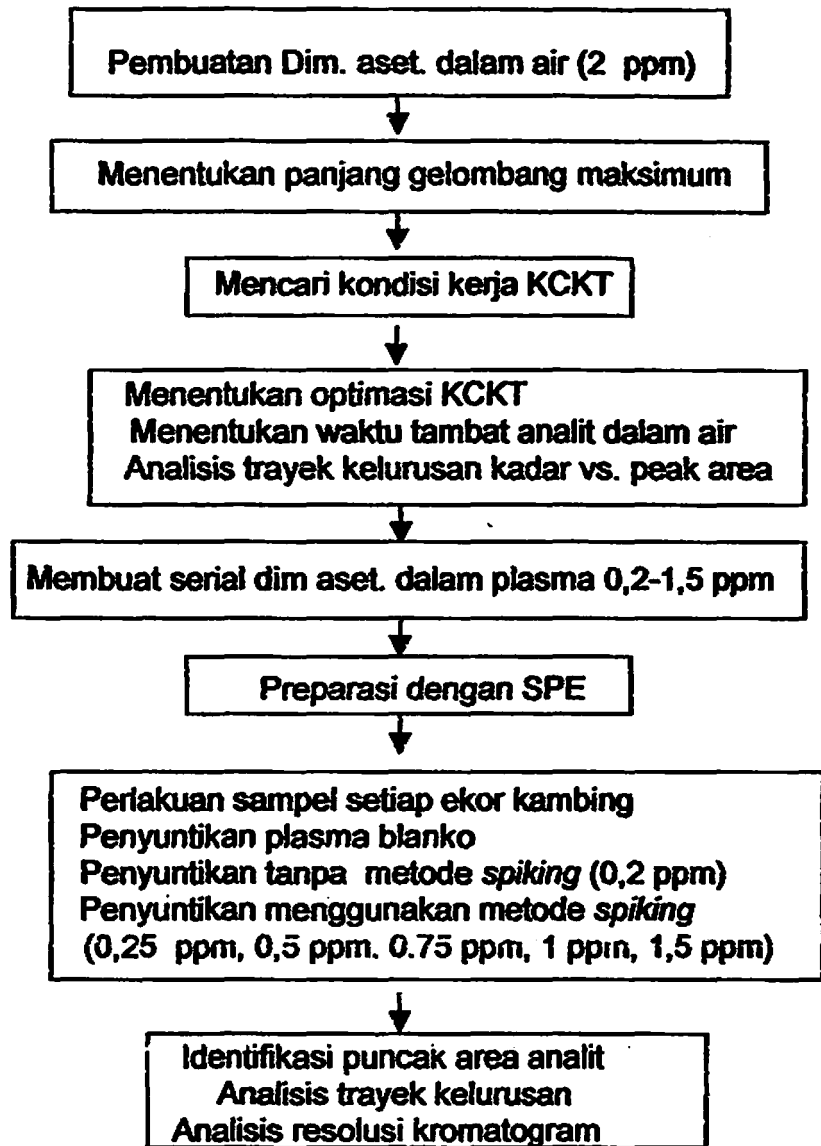 Pembuatan Dim. aset. dalam air (2 ppm)
Menentukan panjang gelombang maksimum
Mencari kondisi kerja KCKT
Menentukan optimasi KCKT
Menentukan waktu tambat analit dalam air
Analisis trayek kelurusan kadar vs. peak area
Membuat serial dim aset. dalam plasma 0,2-1,5 ppm
Preparasi dengan SPE
Perlakuan sampel setiap ekor kambing
Penyuntikan plasma blanko
Penyuntikan tanpa metode spiking (0,2 ppm)
Penyuntikan menggunakan metode spiking
(0,25 ppm, 0,5 ppm. 0.75 ppm, 1 ppm, 1,5 ppm)
Identifikasi puncak area analit
Analisis trayek kelurusan
Analisis resolusi kromatogram